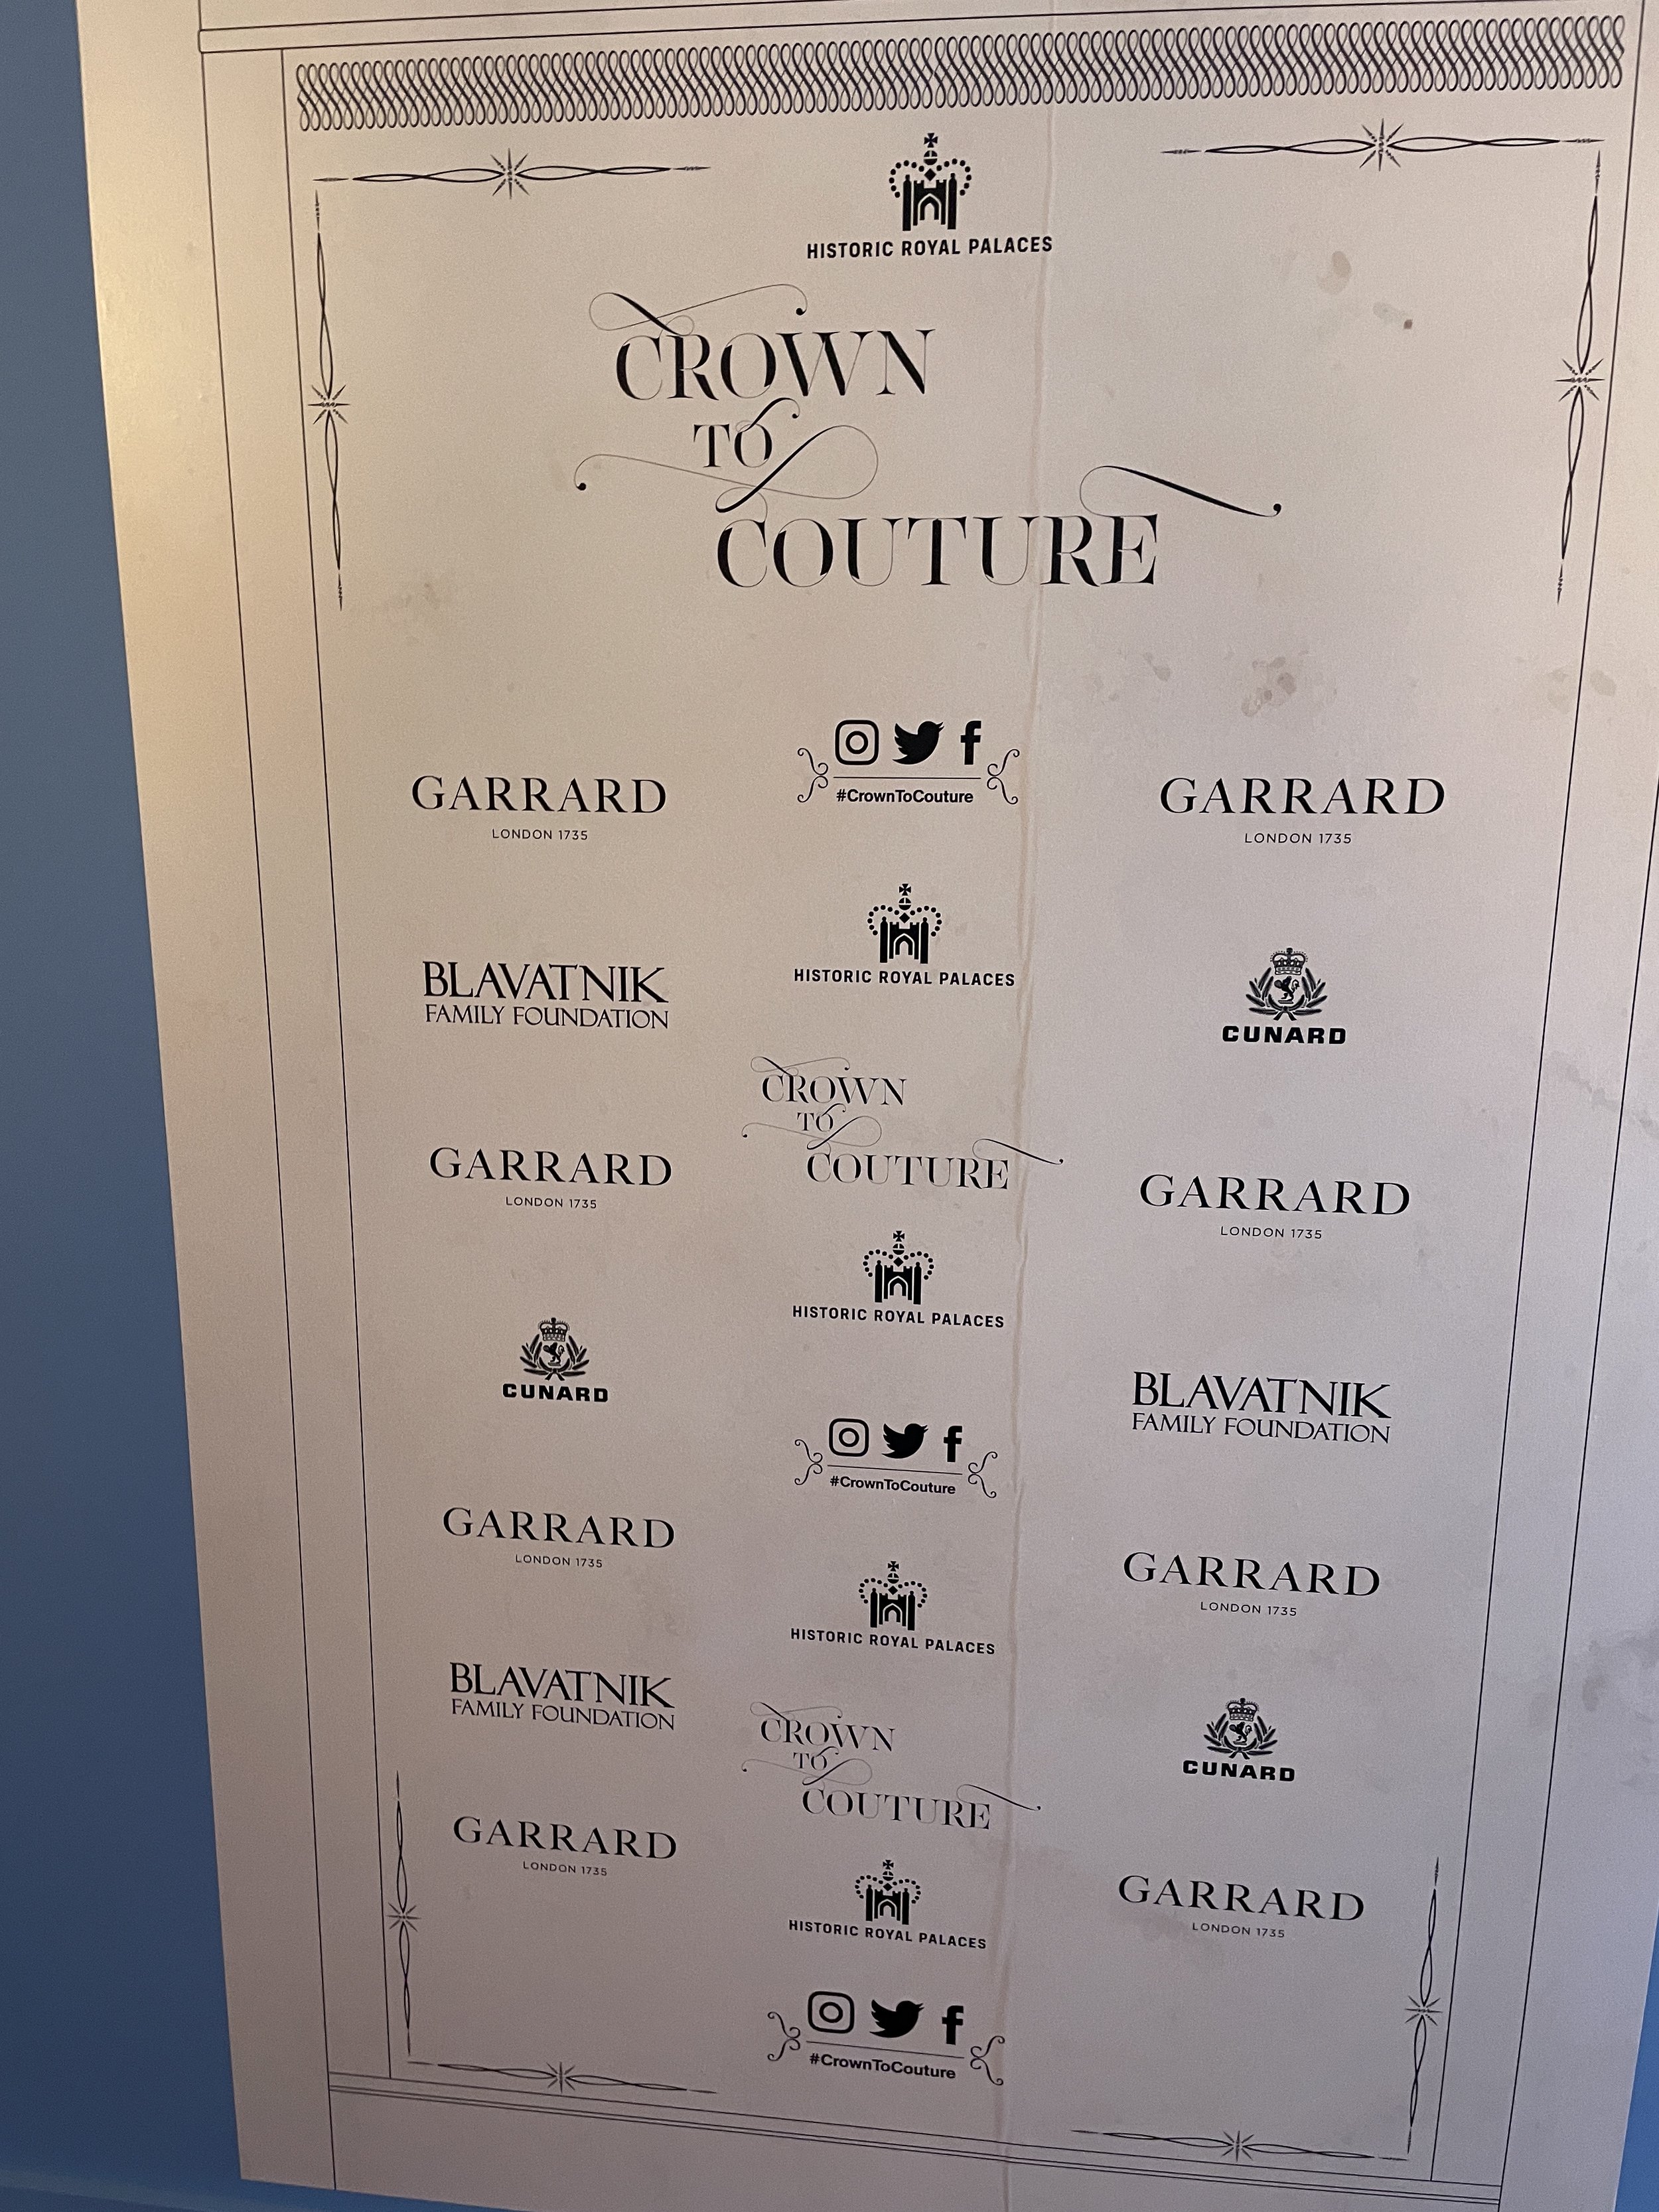 HISTORIC ROYAL PALACES
CROWN
TO
COUTURE
#CrownToCouture
GARRARD
LONDON 1735
GARRARD
LONDON 1735
HISTORIC ROYAL PALACES
BLAVATNIK
FAMILY FOUNDATION
CUNARD
CROWN
TO
COUTURE
GARRARD
LONDON 1735
GARRARD
LONDON 1735
HISTORIC ROYAL PALACES
CUNARD
BLAVATNIK
FAMILY FOUNDATION
#CrownToCouture
GARRARD
LONDON 1735
GARRARD
LONDON 1735
HISTORIC ROYAL PALACES
BLAVATNIK
FAMILY FOUNDATION
CUNARD
CROWN
TO
COUTURE
GARRARD
LONDON 1735
GARRARD
LONDON 1735
HISTORIC ROYAL PALACES
#CrownToCouture